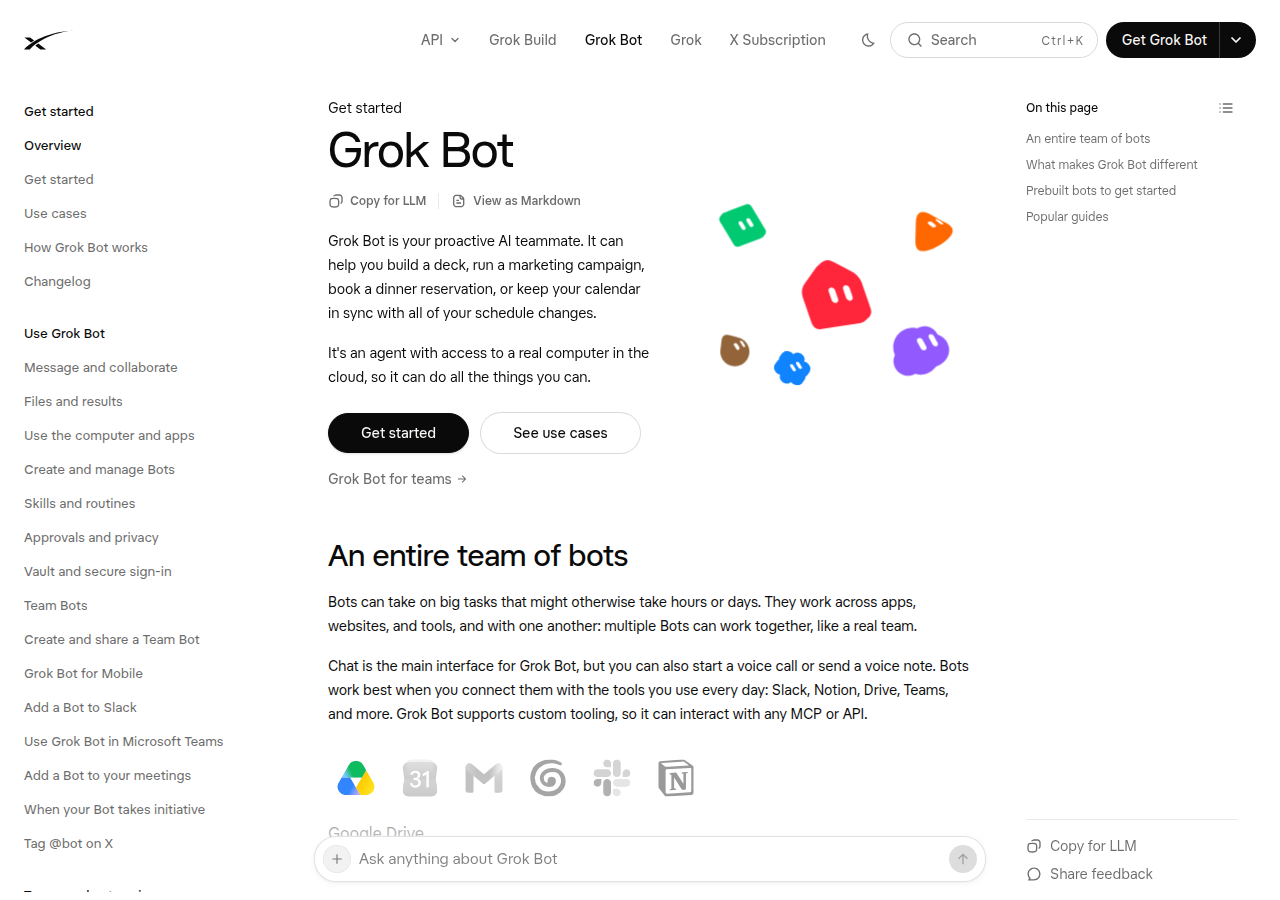 API
Grok Build
Grok Bot
Grok
X Subscription
Search
Ctrl+K
Get Grok Bot
Get started
Overview
Get started
Use cases
How Grok Bot works
Changelog
Use Grok Bot
Message and collaborate
Files and results
Use the computer and apps
Create and manage Bots
Skills and routines
Approvals and privacy
Vault and secure sign-in
Team Bots
Create and share a Team Bot
Grok Bot for Mobile
Add a Bot to Slack
Use Grok Bot in Microsoft Teams
Add a Bot to your meetings
When your Bot takes initiative
Tag @bot on X
Get started
Grok Bot
Copy for LLM
View as Markdown
Grok Bot is your proactive AI teammate. It can
help you build a deck, run a marketing campaign,
book a dinner reservation, or keep your calendar
in sync with all of your schedule changes.
It's an agent with access to a real computer in the
cloud, so it can do all the things you can.
Get started
See use cases
Grok Bot for teams →
An entire team of bots
Bots can take on big tasks that might otherwise take hours or days. They work across apps,
websites, and tools, and with one another: multiple Bots can work together, like a real team.
Chat is the main interface for Grok Bot, but you can also start a voice call or send a voice note. Bots
work best when you connect them with the tools you use every day: Slack, Notion, Drive, Teams,
and more. Grok Bot supports custom tooling, so it can interact with any MCP or API.
31
N
Google Drive
Ask anything about Grok Bot
On this page
An entire team of bots
What makes Grok Bot different
Prebuilt bots to get started
Popular guides
Copy for LLM
Share feedback